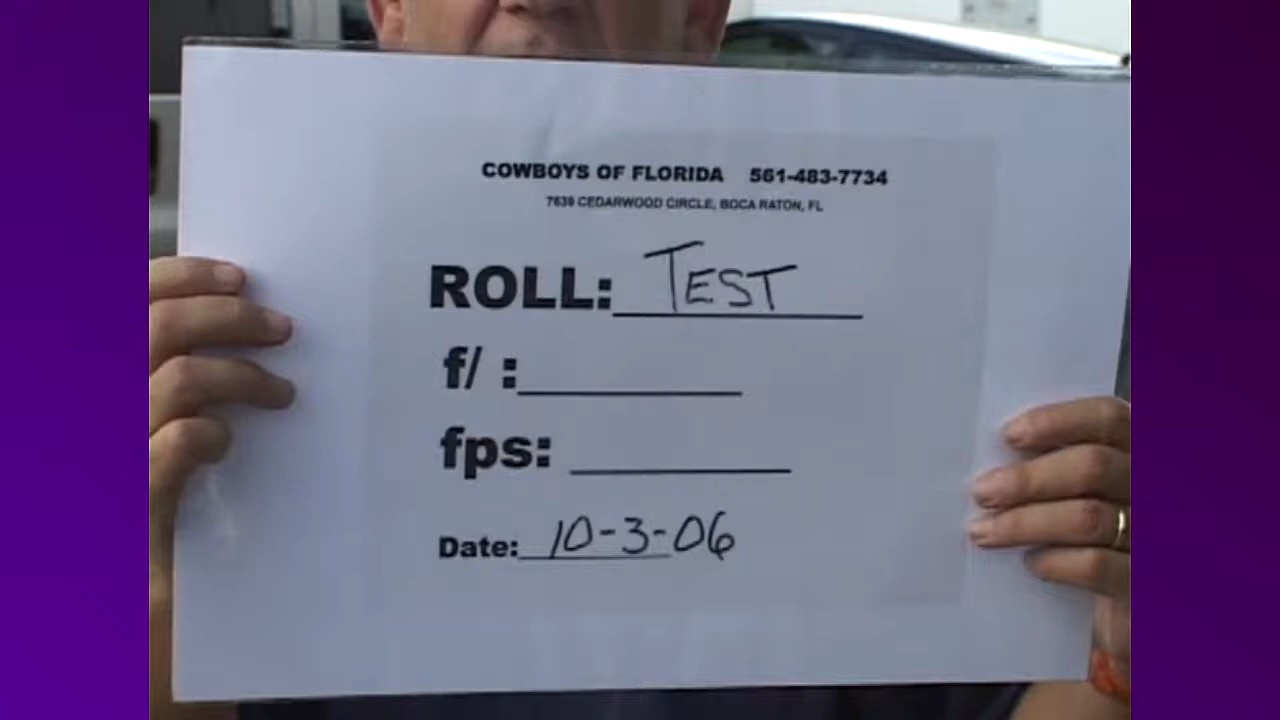 COWBOYS OF FLORIDA 561-483-7734
7639 CEDARWOOD CIRCLE, BOCA RATON, FL
ROLL: TEST
f/ :
fps:
Date: 10-3-06